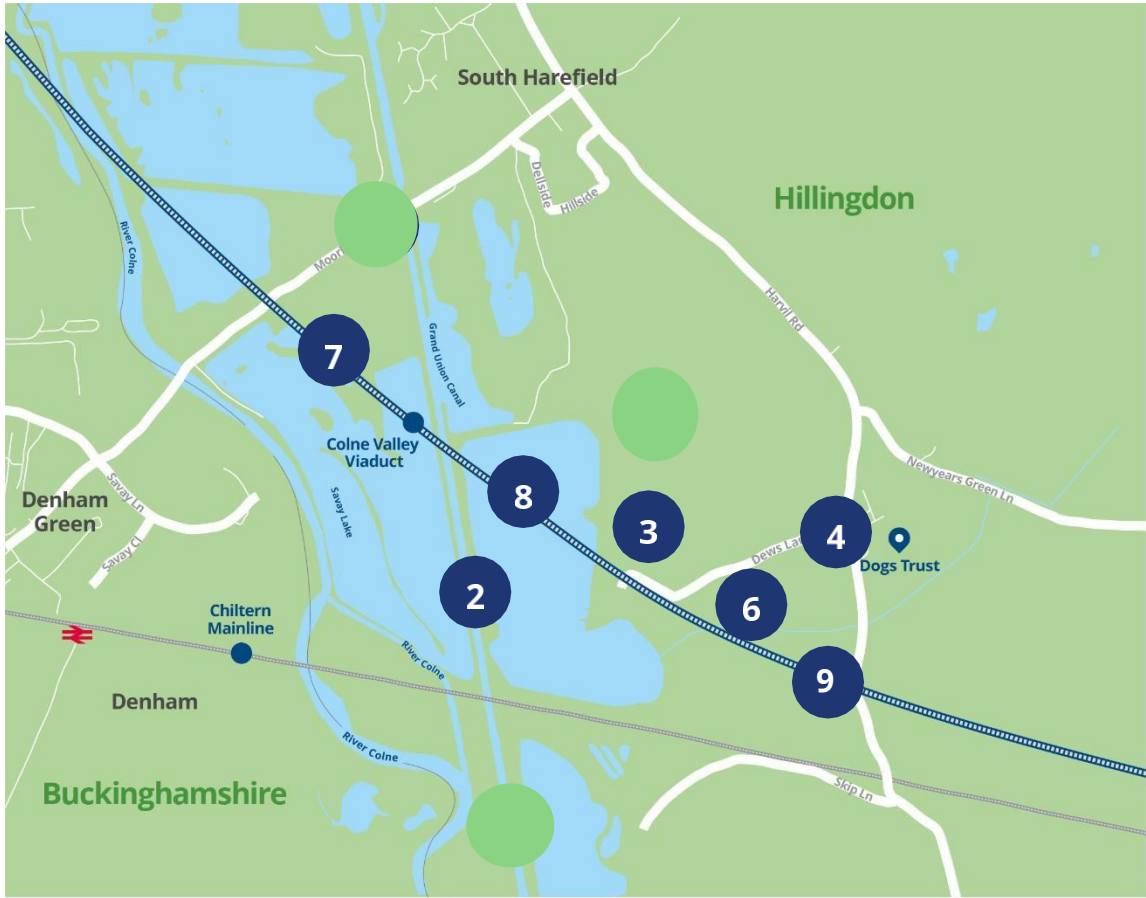 South Harefield
Dellside
Hillside
Hillingdon
River Colne
Harvil Rd
Grand Union Canal
7
Colne Valley
Viaduct
Newyears Green Ln
Savay Ln
Denham
Green
Savay Lake
8
3
4
Savay Cl
Dews
Dogs Trust
2
6
Chiltern
Mainline
River Colne
9
Denham
River Colne
Skip Ln
Buckinghamshire